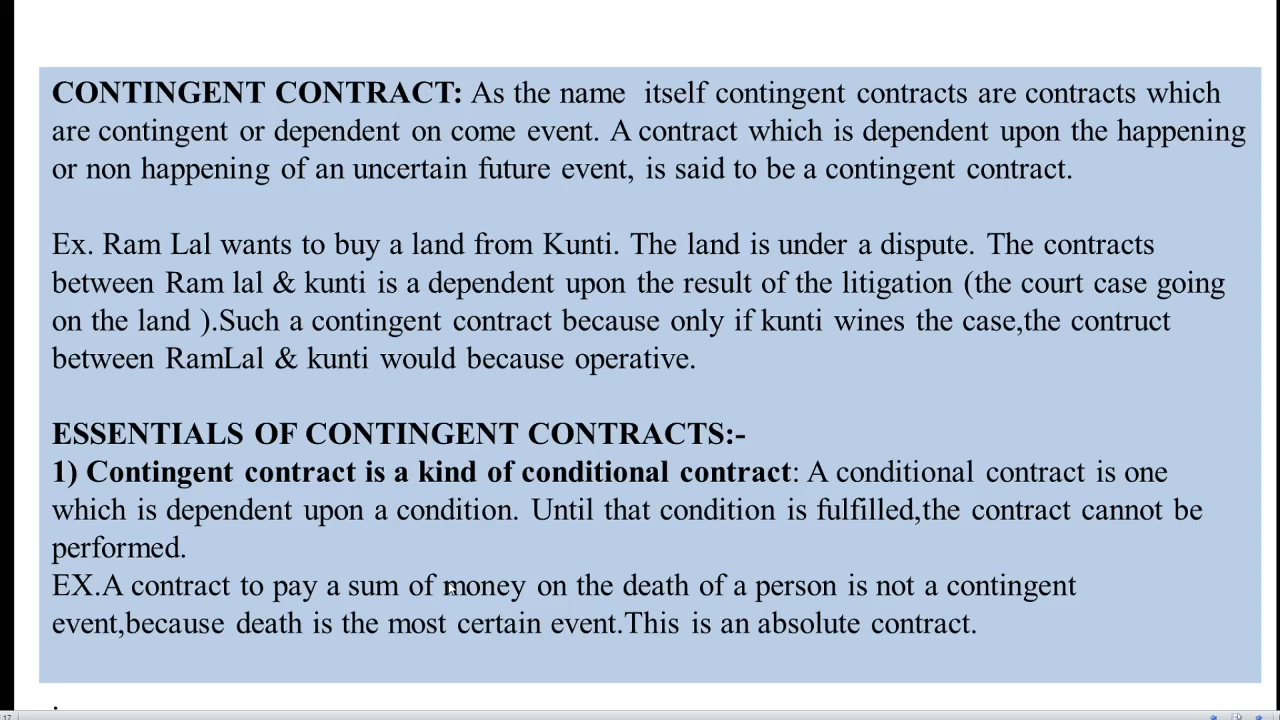 CONTINGENT CONTRACT: As the name itself contingent contracts are contracts which
are contingent or dependent on come event. A contract which is dependent upon the happening
or non happening of an uncertain future event, is said to be a contingent contract.
Ex. Ram Lal wants to buy a land from Kunti. The land is under a dispute. The contracts
between Ram lal & kunti is a dependent upon the result of the litigation (the court case going
on the land ).Such a contingent contract because only if kunti wines the case,the contruct
between RamLal & kunti would because operative.
ESSENTIALS OF CONTINGENT CONTRACTS:-
1) Contingent contract is a kind of conditional contract: A conditional contract is one
which is dependent upon a condition. Until that condition is fulfilled,the contract cannot be
performed.
EX.A contract to pay a sum of money on the death of a person is not a contingent
event,because death is the most certain event.This is an absolute contract.
.
17